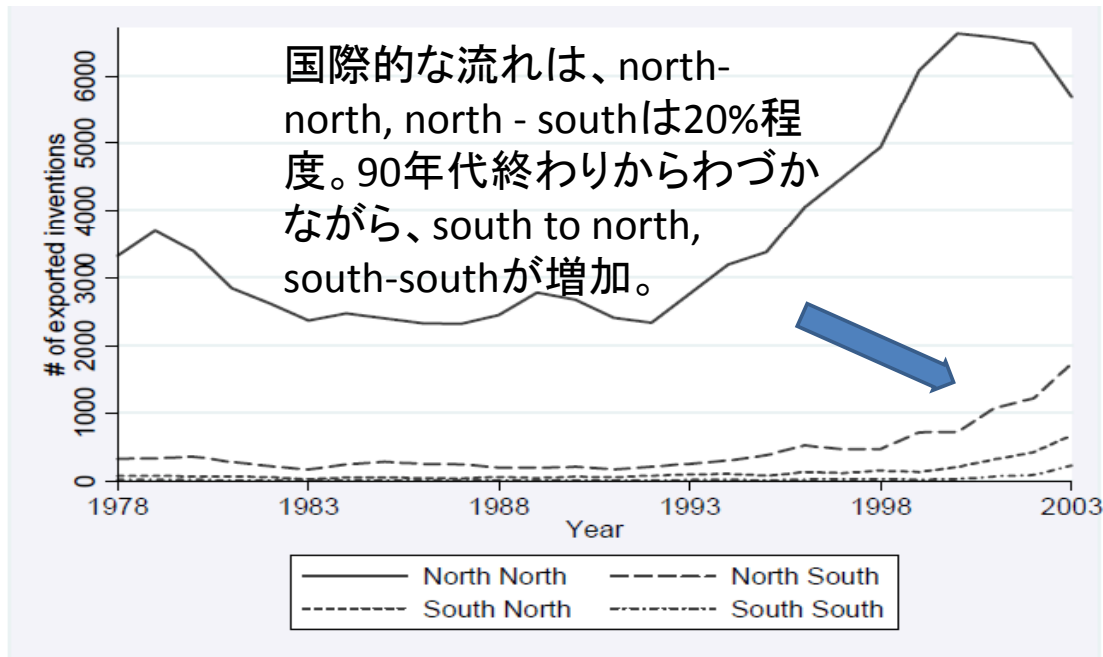 国際的な流れは、north-
north, north - southは20%程
度。90年代終わりからわづか
ながら、south to north,
south-southが増加。
# of exported inventions
6000
5000
4000
3000
2000
1000
0
1978 1983 1988 1993 1998 2003
Year
North North North South
South North South South